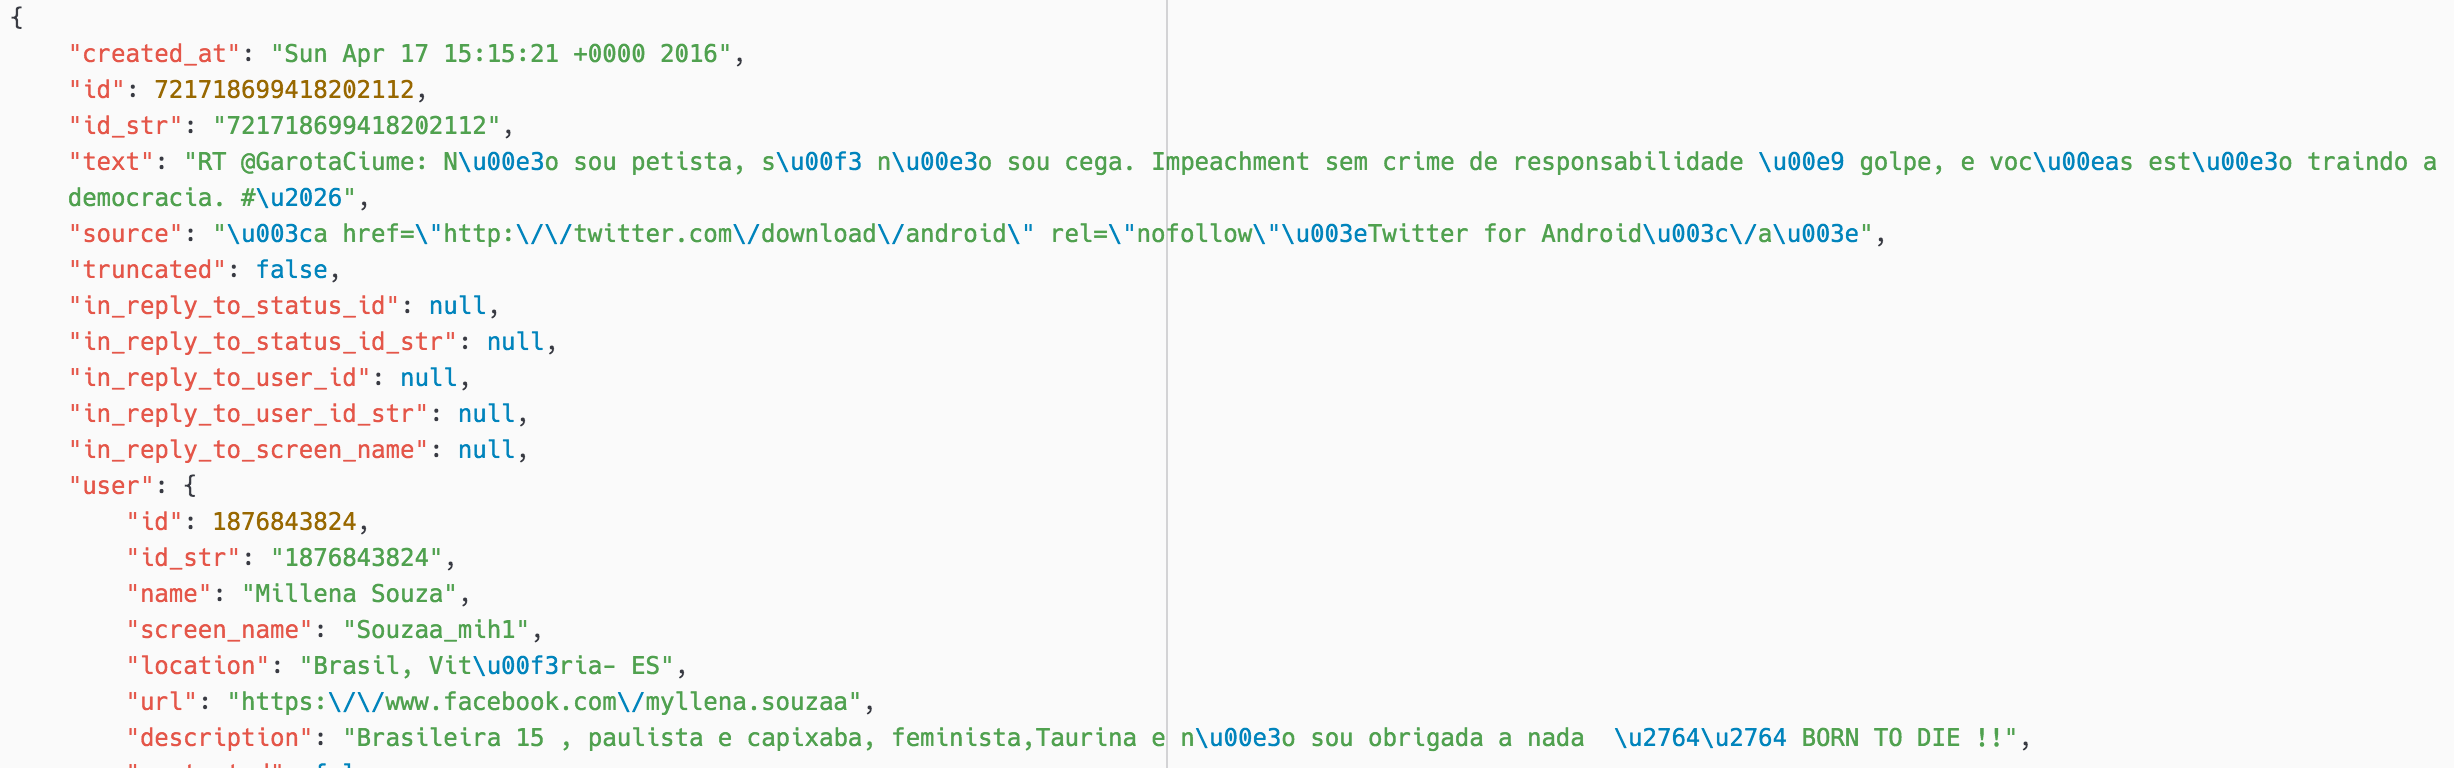 {
    "created_at": "Sun Apr 17 15:15:21 +0000 2016",
    "id": 721718699418202112,
    "id_str": "721718699418202112",
    "text": "RT @GarotaCiume: N\u00e3o sou petista, s\u00f3 n\u00e3o sou cega. Impeachment sem crime de responsabilidade \u00e9 golpe, e voc\u00eas est\u00e3o traindo a
    democracia. #\u2026",
    "source": "\u003ca href=\"http:\/\/twitter.com\/download\/android\" rel=\"nofollow\"\u003eTwitter for Android\u003c\/a\u003e",
    "truncated": false,
    "in_reply_to_status_id": null,
    "in_reply_to_status_id_str": null,
    "in_reply_to_user_id": null,
    "in_reply_to_user_id_str": null,
    "in_reply_to_screen_name": null,
    "user": {
        "id": 1876843824,
        "id_str": "1876843824",
        "name": "Millena Souza",
        "screen_name": "Souzaa_mih1",
        "location": "Brasil, Vit\u00f3ria- ES",
        "url": "https:\/\/www.facebook.com\/myllena.souzaa",
        "description": "Brasileira 15 , paulista e capixaba, feminista,Taurina e n\u00e3o sou obrigada a nada  \u2764\u2764 BORN TO DIE !!",